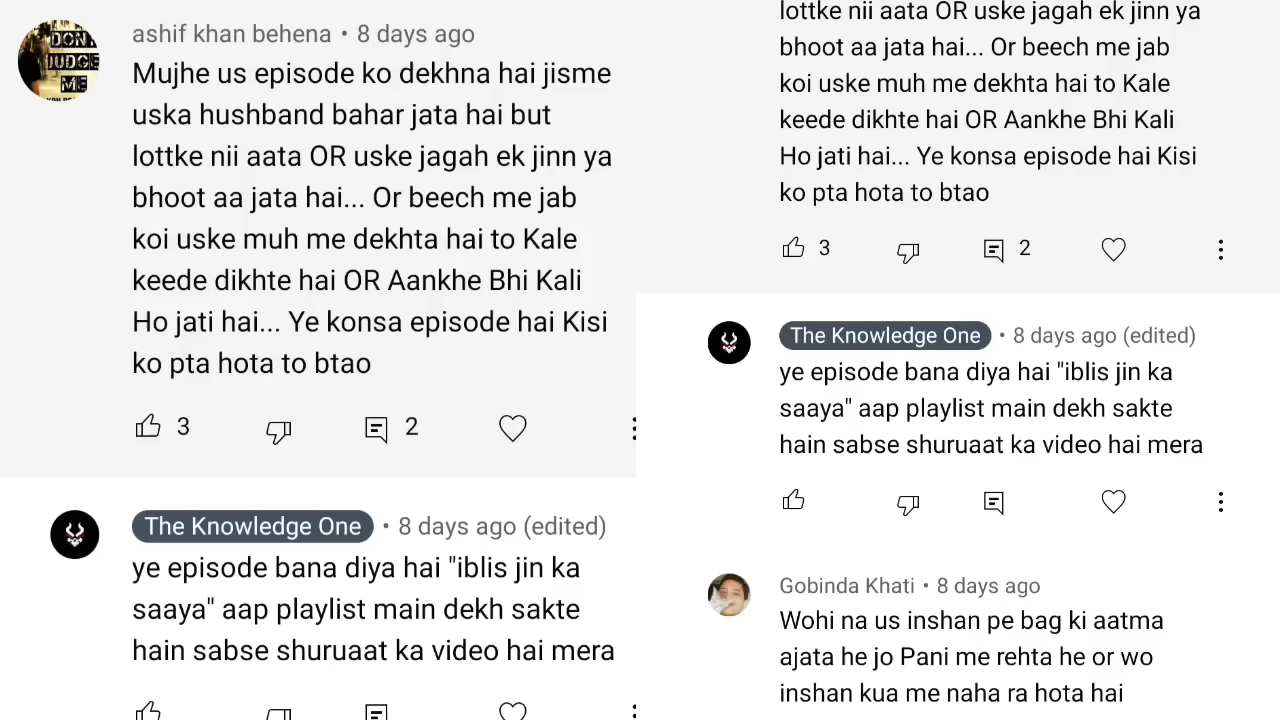 DON.
JUDGE
ME
ashif khan behena • 8 days ago
Mujhe us episode ko dekhna hai jisme
uska hushband bahar jata hai but
lottke nii aata OR uske jagah ek jinn ya
bhoot aa jata hai... Or beech me jab
koi uske muh me dekhta hai to Kale
keede dikhte hai OR Aankhe Bhi Kali
Ho jati hai... Ye konsa episode hai Kisi
ko pta hota to btao
3
2
The Knowledge One • 8 days ago (edited)
ye episode bana diya hai "iblis jin ka
saaya" aap playlist main dekh sakte
hain sabse shuruaat ka video hai mera
lottke nii aata OR uske jagah ek jinn ya
bhoot aa jata hai... Or beech me jab
koi uske muh me dekhta hai to Kale
keede dikhte hai OR Aankhe Bhi Kali
Ho jati hai... Ye konsa episode hai Kisi
ko pta hota to btao
3
2
The Knowledge One • 8 days ago (edited)
ye episode bana diya hai "iblis jin ka
saaya" aap playlist main dekh sakte
hain sabse shuruaat ka video hai mera
Gobinda Khati • 8 days ago
Wohi na us inshan pe bag ki aatma
ajata he jo Pani me rehta he or wo
inshan kua me naha ra hota hai